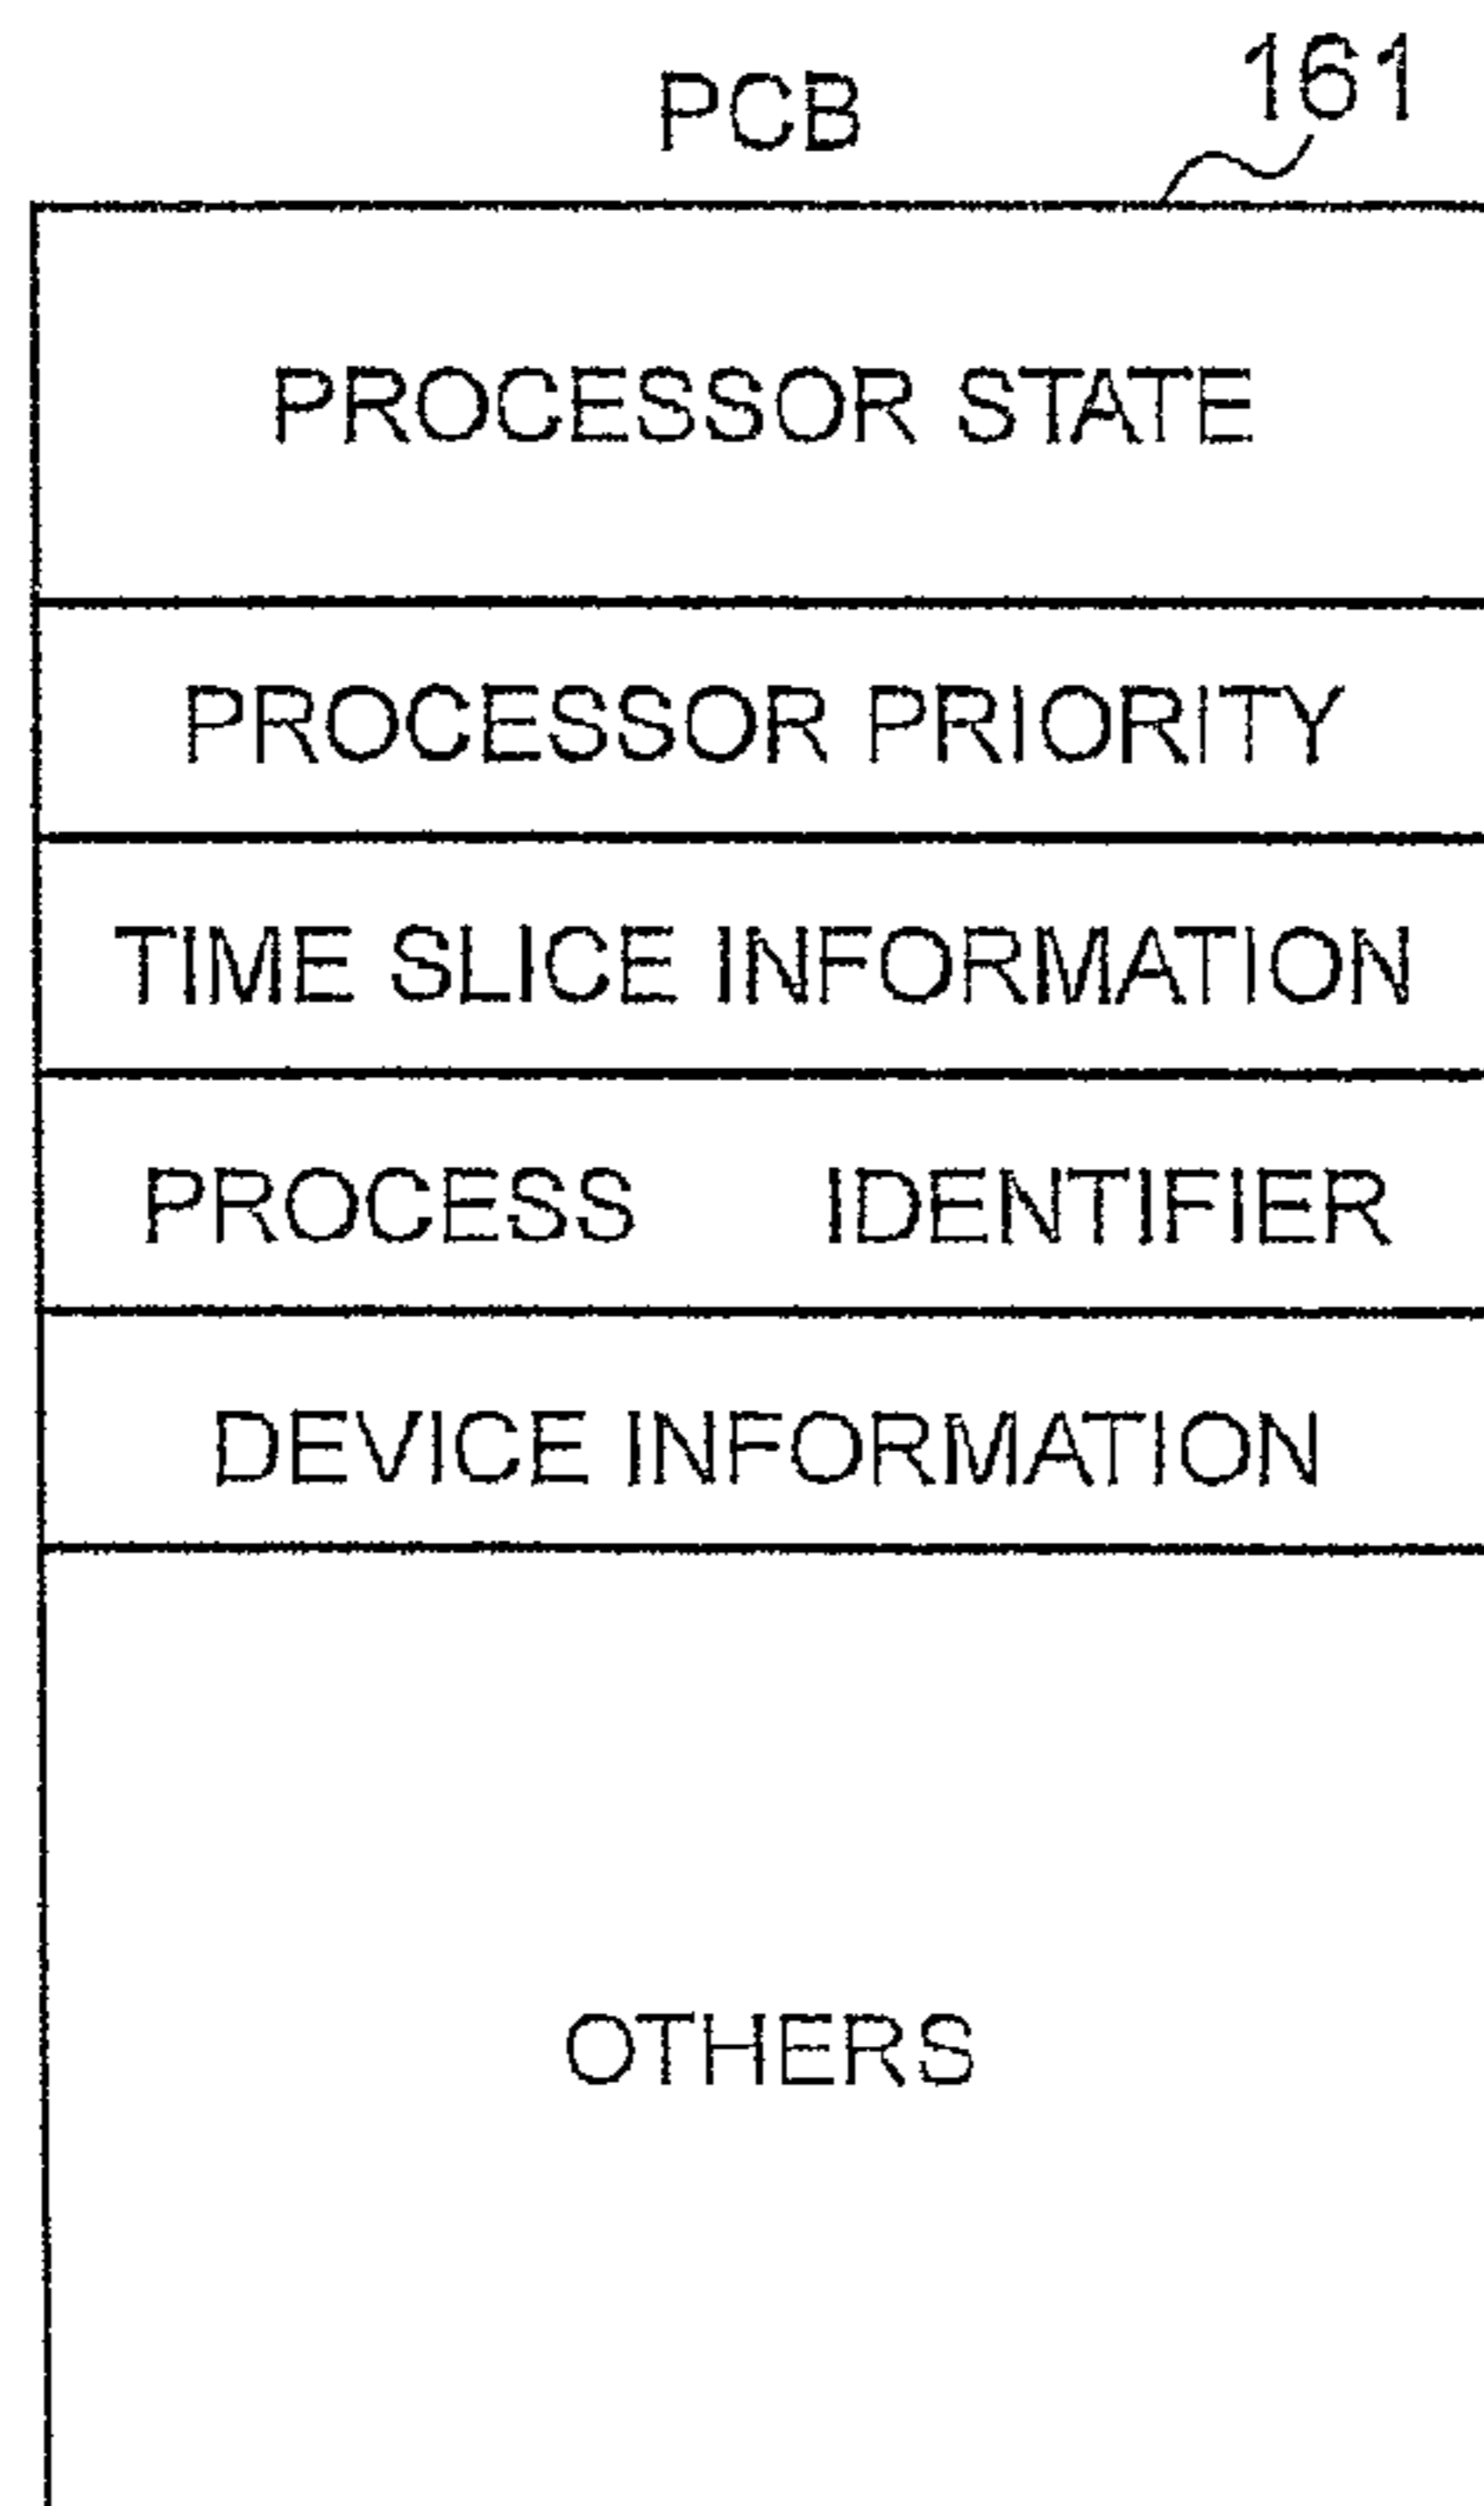 PCB
161
PROCESSOR STATE
PROCESSOR PRIORITY
TIME SLICE INFORMATION
PROCESS IDENTIFIER
DEVICE INFORMATION
OTHERS